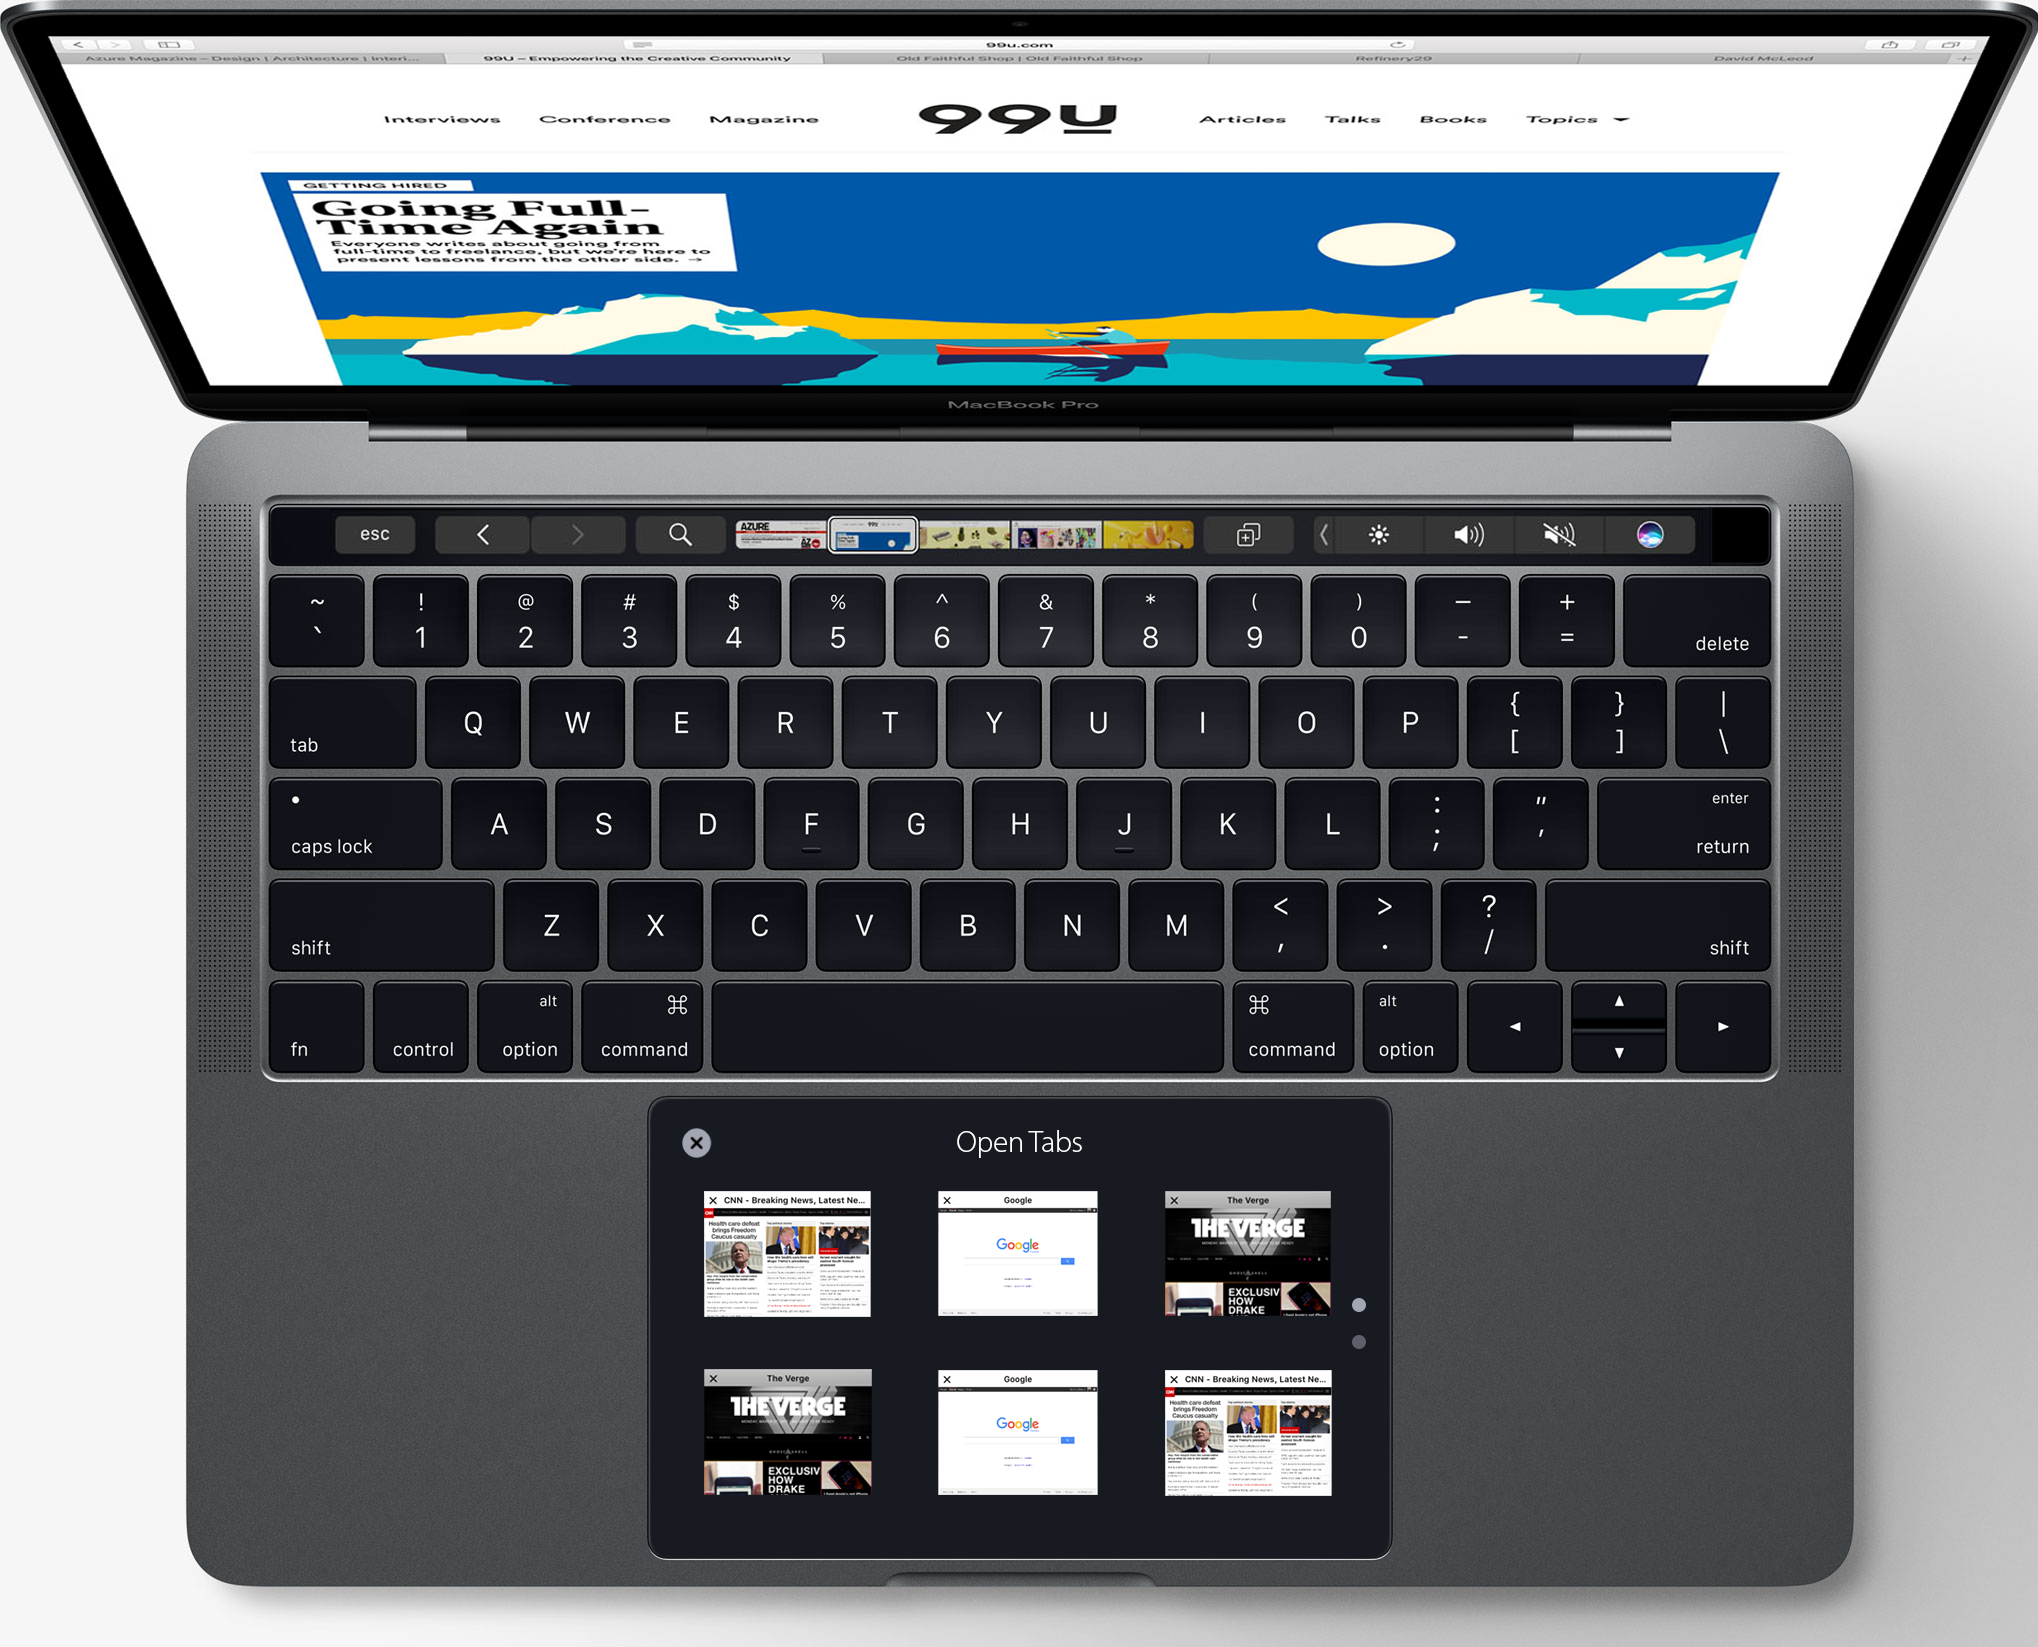 99u.com
Azure Magazine – Design | Architecture | Interi...
99U – Empowering the Creative Community
Old Faithful Shop | Old Faithful Shop
Refinery29
David McLeod
Interviews
Conference
Magazine
99U
Articles
Talks
Books
Topics
GETTING HIRED
Going Full-
Time Again
Everyone writes about going from
full-time to freelance, but we're here to
present lessons from the other side. →
MacBook Pro
esc
AZURE
99U
~ ! @ # $ % ^ & * ( ) — +
` 1 2 3 4 5 6 7 8 9 0 - =
delete
tab
Q W E R T Y U I O P
{ } |
[ ] \
caps lock
A S D F G H J K L
: "
; '
enter
return
shift
Z X C V B N M
< > ?
, . /
shift
fn
control
alt
option
⌘
command
⌘
command
alt
option
◄
▲
▼
►
Open Tabs
CNN - Breaking News, Latest Ne...
CNN
Health care defeat
brings Freedom
Caucus casualty
Google
Google
The Verge
THE VERGE
EXCLUSIV
HOW
DRAKE
The Verge
THE VERGE
EXCLUSIV
HOW
DRAKE
Google
Google
CNN - Breaking News, Latest Ne...
CNN
Health care defeat
brings Freedom
Caucus casualty